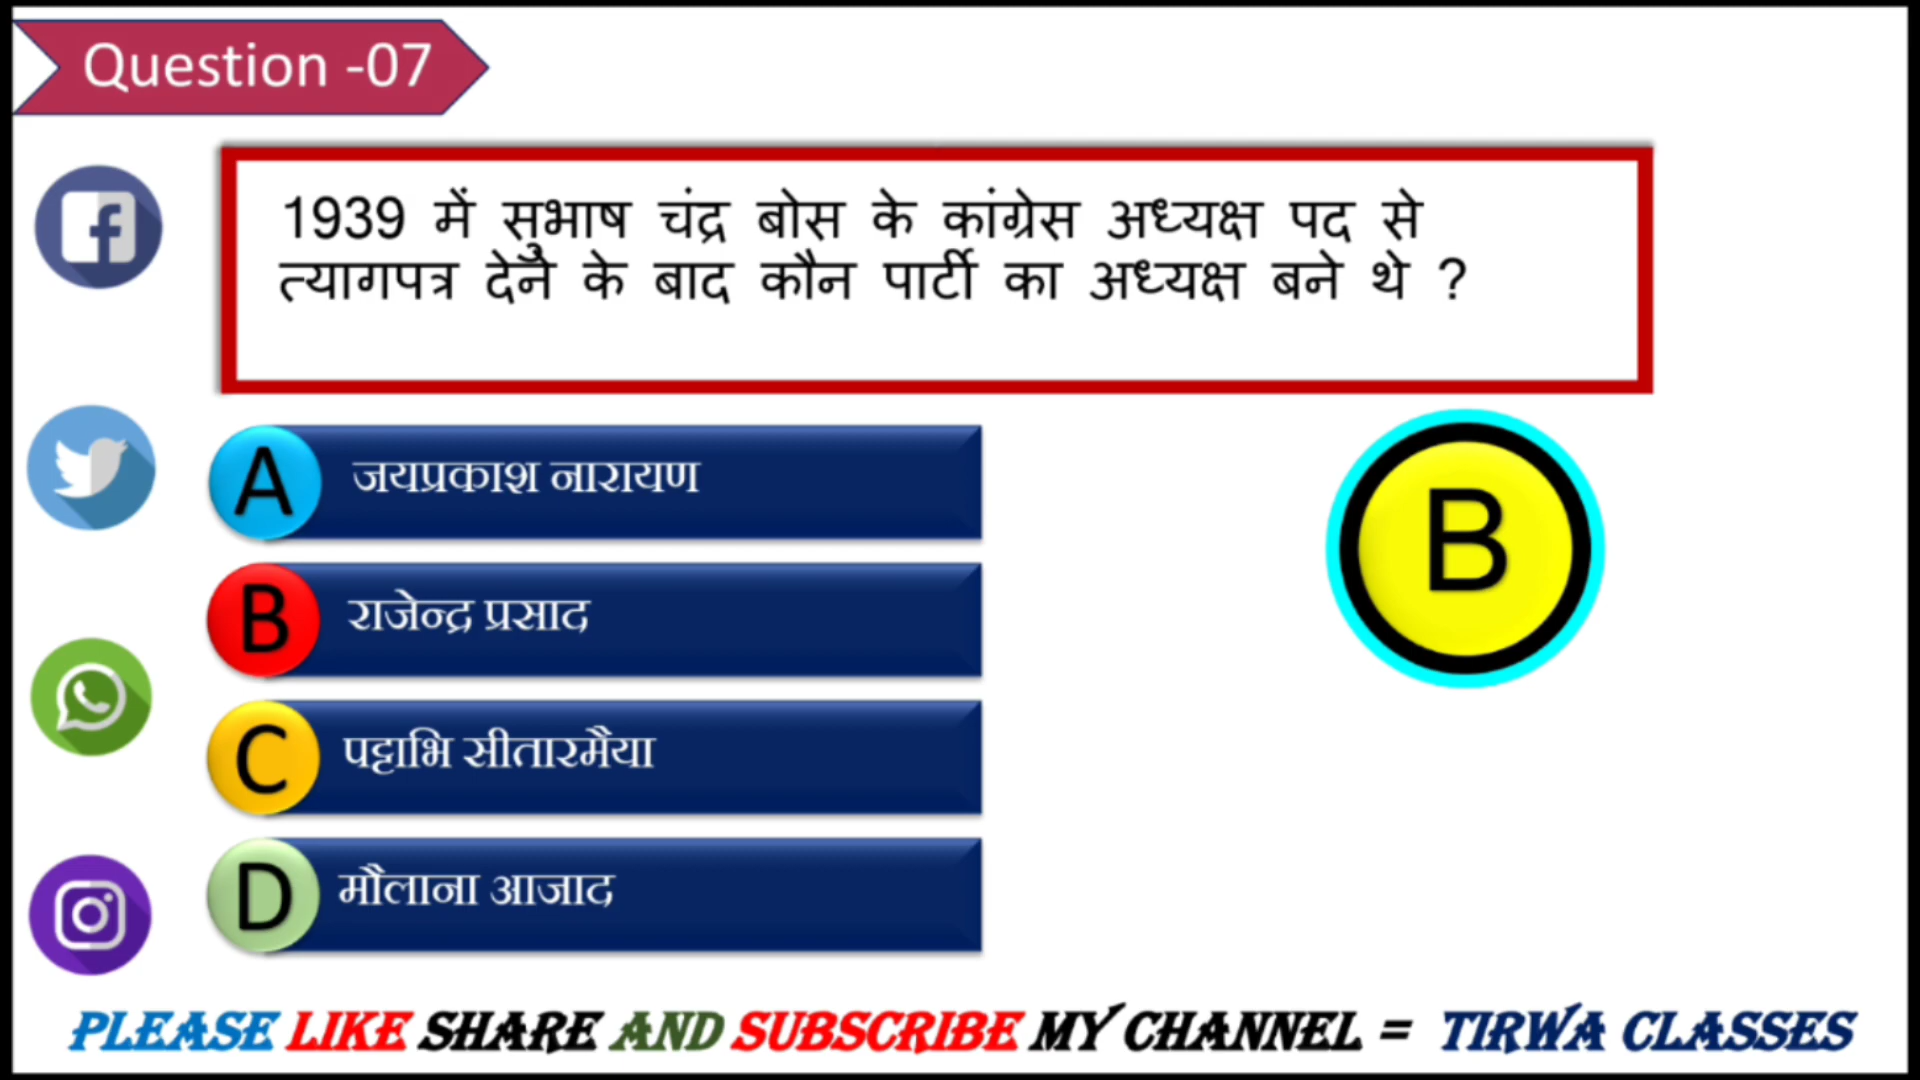 Question -07
1939 में सुभाष चंद्र बोस के कांग्रेस अध्यक्ष पद से
त्यागपत्र देने के बाद कौन पार्टी का अध्यक्ष बने थे ?
A जयप्रकाश नारायण
B राजेन्द्र प्रसाद
B
C पट्टाभि सीतारमैया
D मौलाना आजाद
PLEASE LIKE SHARE AND SUBSCRIBE MY CHANNEL = TIRWA CLASSES